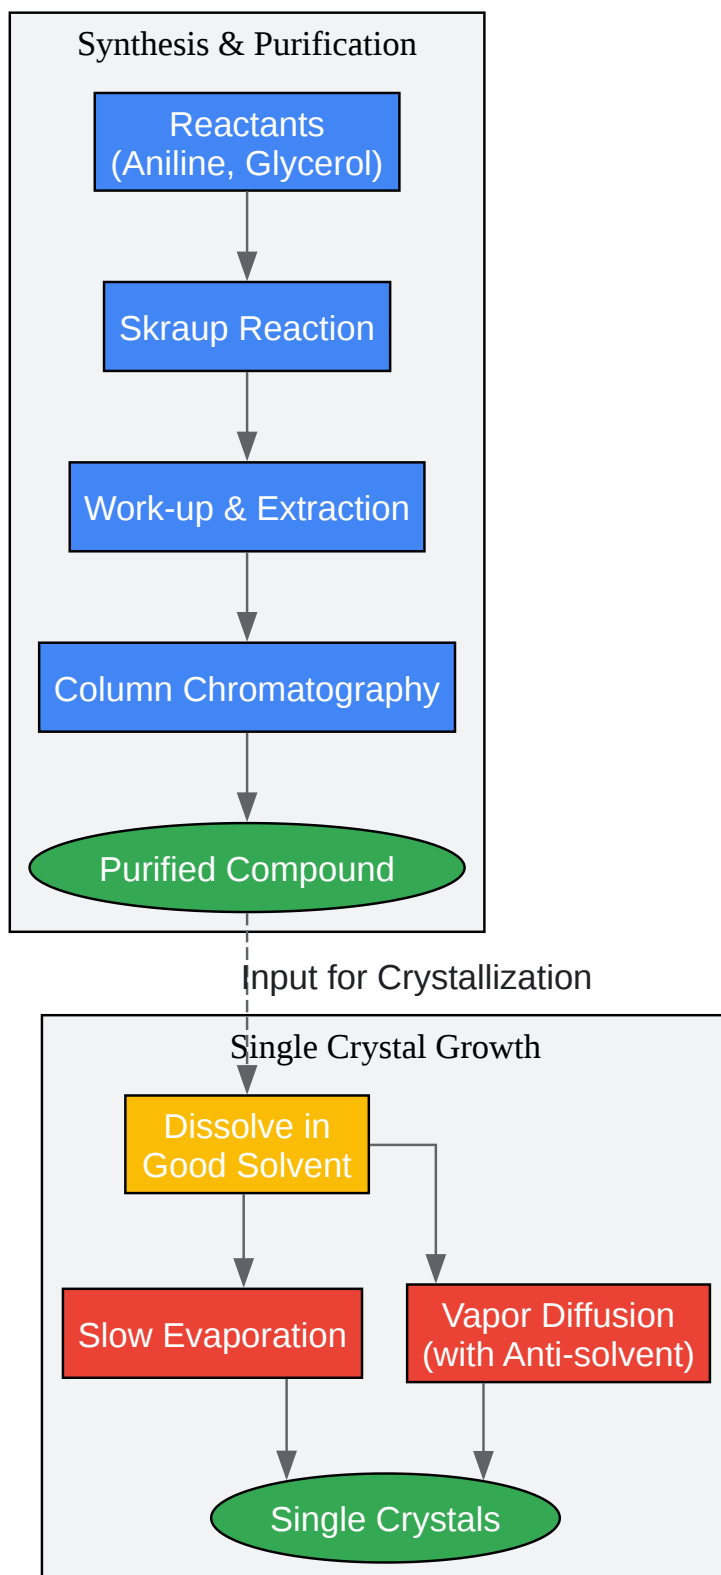 Synthesis & Purification
Reactants
(Aniline, Glycerol)
Skraup Reaction
Work-up & Extraction
Column Chromatography
Purified Compound
Input for Crystallization
Single Crystal Growth
Dissolve in
Good Solvent
Slow Evaporation
Vapor Diffusion
(with Anti-solvent)
Single Crystals